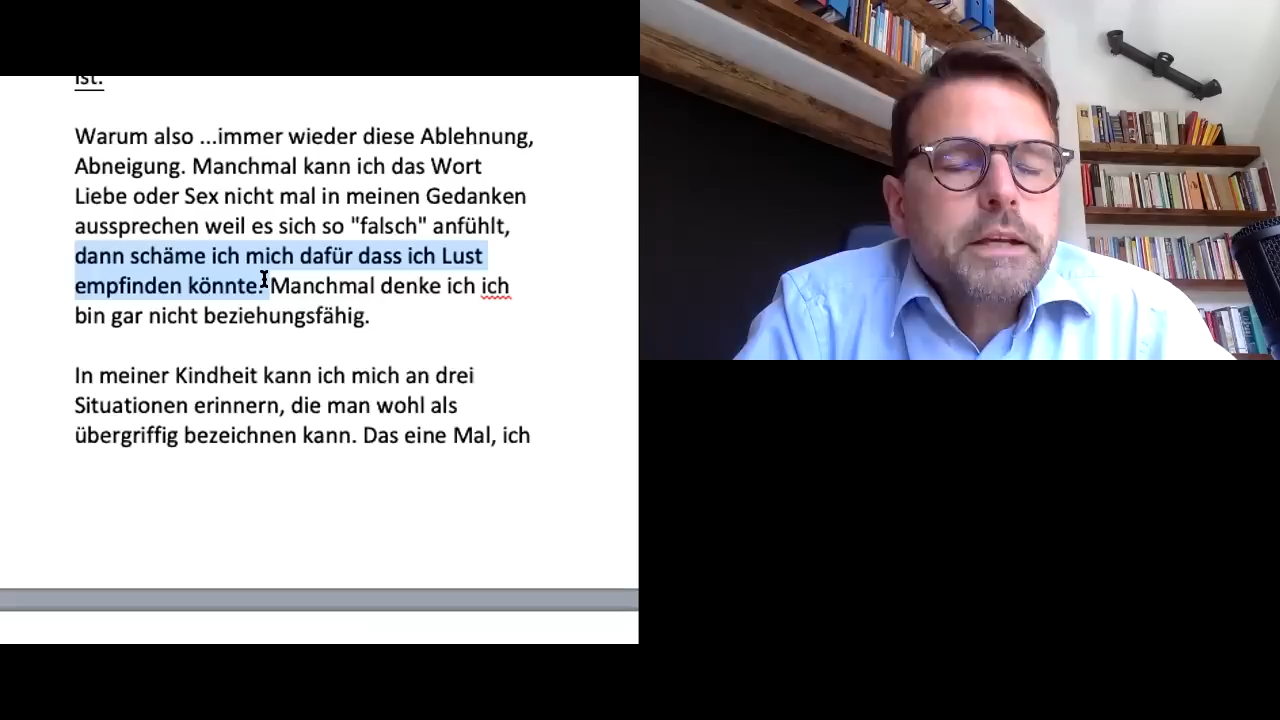 ist.
Warum also ...immer wieder diese Ablehnung,
Abneigung. Manchmal kann ich das Wort
Liebe oder Sex nicht mal in meinen Gedanken
aussprechen weil es sich so "falsch" anfühlt,
dann schäme ich mich dafür dass ich Lust
empfinden könnte. Manchmal denke ich ich
bin gar nicht beziehungsfähig.
In meiner Kindheit kann ich mich an drei
Situationen erinnern, die man wohl als
übergriffig bezeichnen kann. Das eine Mal, ich